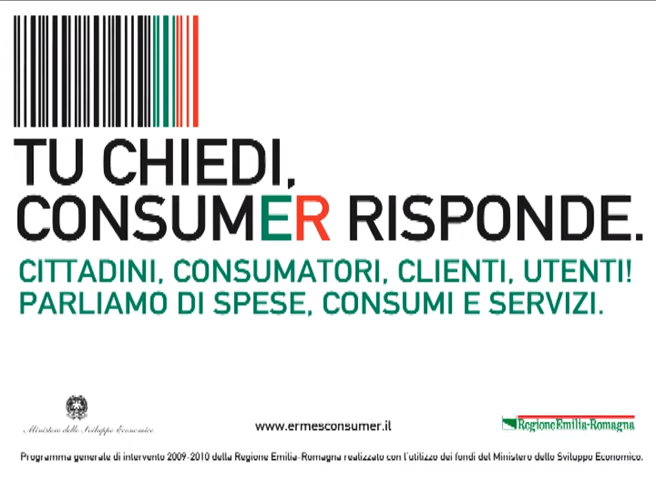 TU CHIEDI,
CONSUMER RISPONDE.
CITTADINI, CONSUMATORI, CLIENTI, UTENTI!
PARLIAMO DI SPESE, CONSUMI E SERVIZI.
Ministero dello Sviluppo Economico
www.ermesconsumer.il
RegioneEmilia-Romagna
Programma generale di intervento 2009-2010 della Regione Emilia-Romagna realizzato con l'utilizzo dei fondi del Ministero dello Sviluppo Economico.